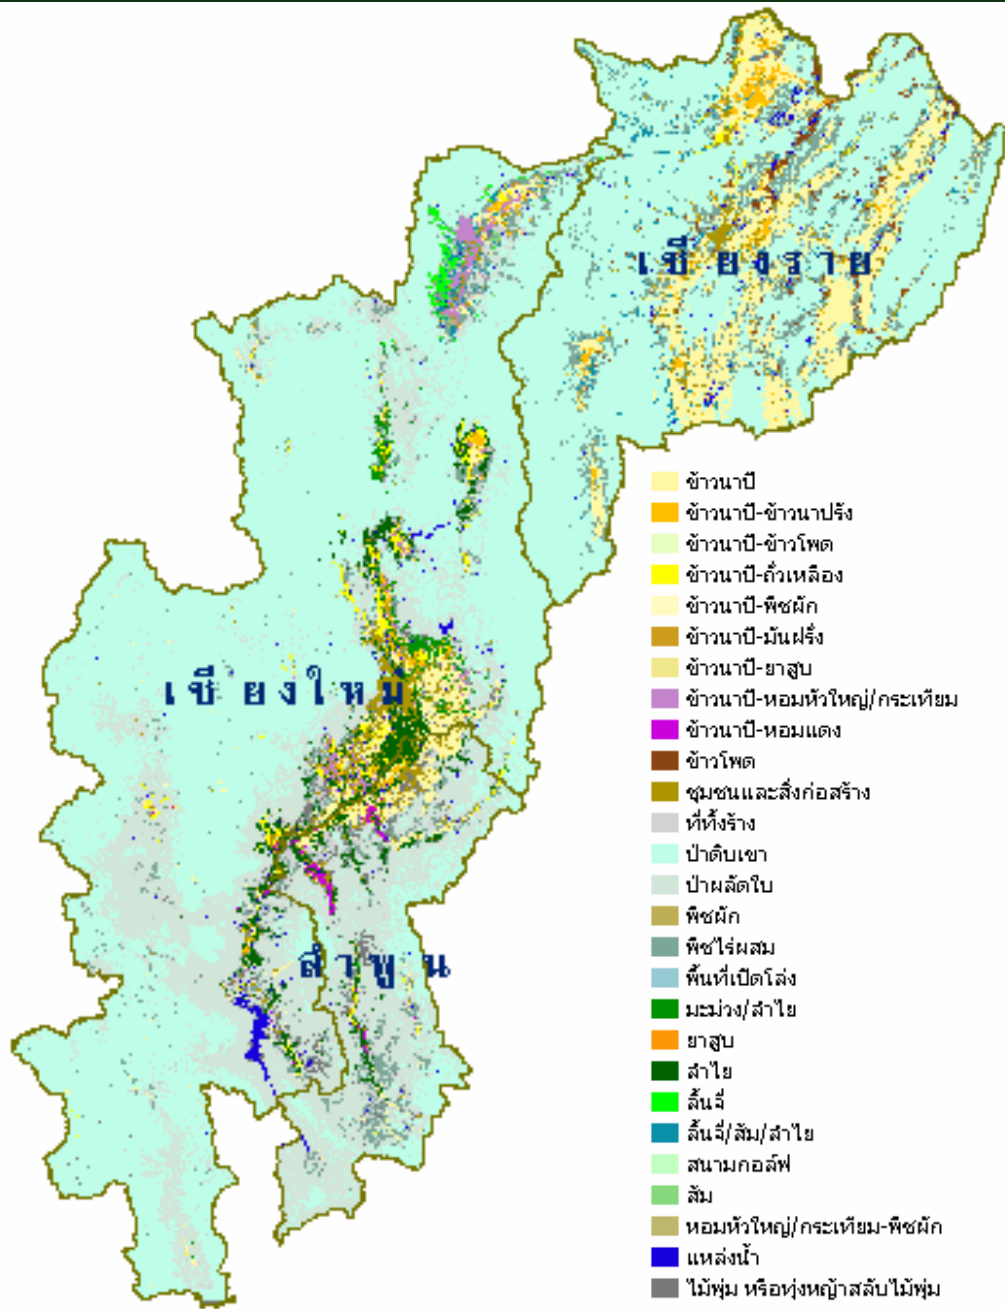 เชียงราย
ข้าวนาปี
ข้าวนาปี-ข้าวนาปรัง
ข้าวนาปี-ข้าวโพด
ข้าวนาปี-ถั่วเหลือง
ข้าวนาปี-พืชผัก
ข้าวนาปี-มันฝรั่ง
ข้าวนาปี-ยาสูบ
เชียงใหม่
ข้าวนาปี-หอมหัวใหญ่/กระเทียม
ข้าวนาปี-หอมแดง
ข้าวโพด
ชุมชนและสิ่งก่อสร้าง
ที่ทิ้งร้าง
ป่าดิบเขา
ป่าผลัดใบ
พืชผัก
พืชไร่ผสม
ลำพูน
พื้นที่เปิดโล่ง
มะม่วง/ลำไย
ยาสูบ
ลำไย
ลิ้นจี่
ลิ้นจี่/ส้ม/ลำไย
สนามกอล์ฟ
ส้ม
หอมหัวใหญ่/กระเทียม-พืชผัก
แหล่งน้ำ
ไม้พุ่ม หรือทุ่งหญ้าสลับไม้พุ่ม